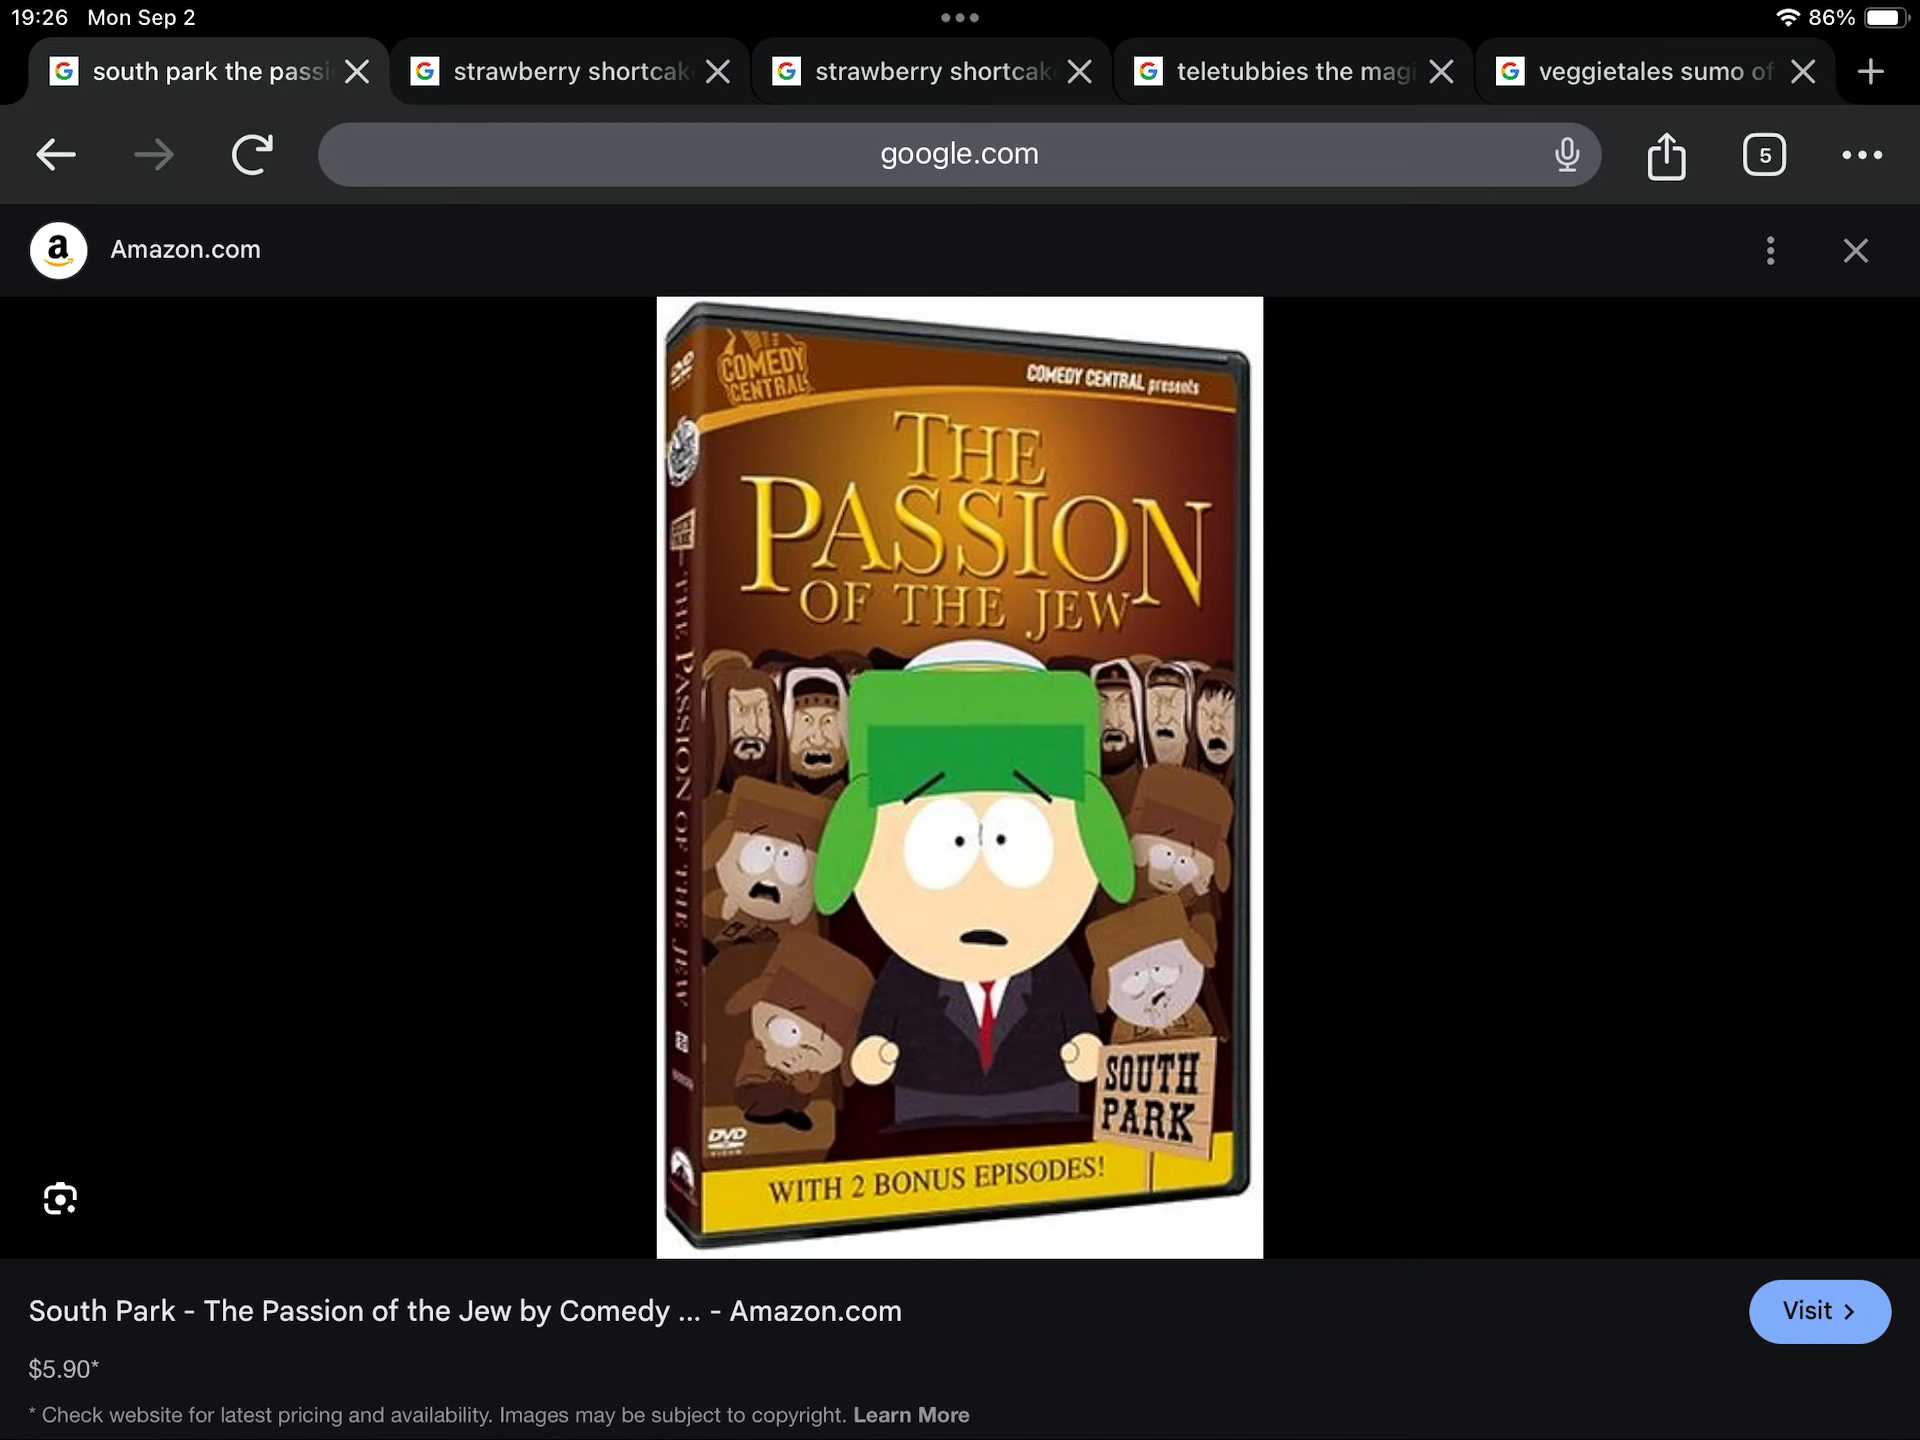 19:26 Mon Sep 2
86%
south park the passi
strawberry shortcak
strawberry shortcak
teletubbies the magi
veggietales sumo of
google.com
5
a
Amazon.com
COMEDY
CENTRAL
COMEDY CENTRAL presents
THE
PASSION
OF THE JEW
DVD
THE PASSION OF THE JEW
SOUTH
PARK
DVD
VIDEO
WITH 2 BONUS EPISODES!
South Park - The Passion of the Jew by Comedy ... - Amazon.com
Visit
$5.90*
* Check website for latest pricing and availability. Images may be subject to copyright. Learn More